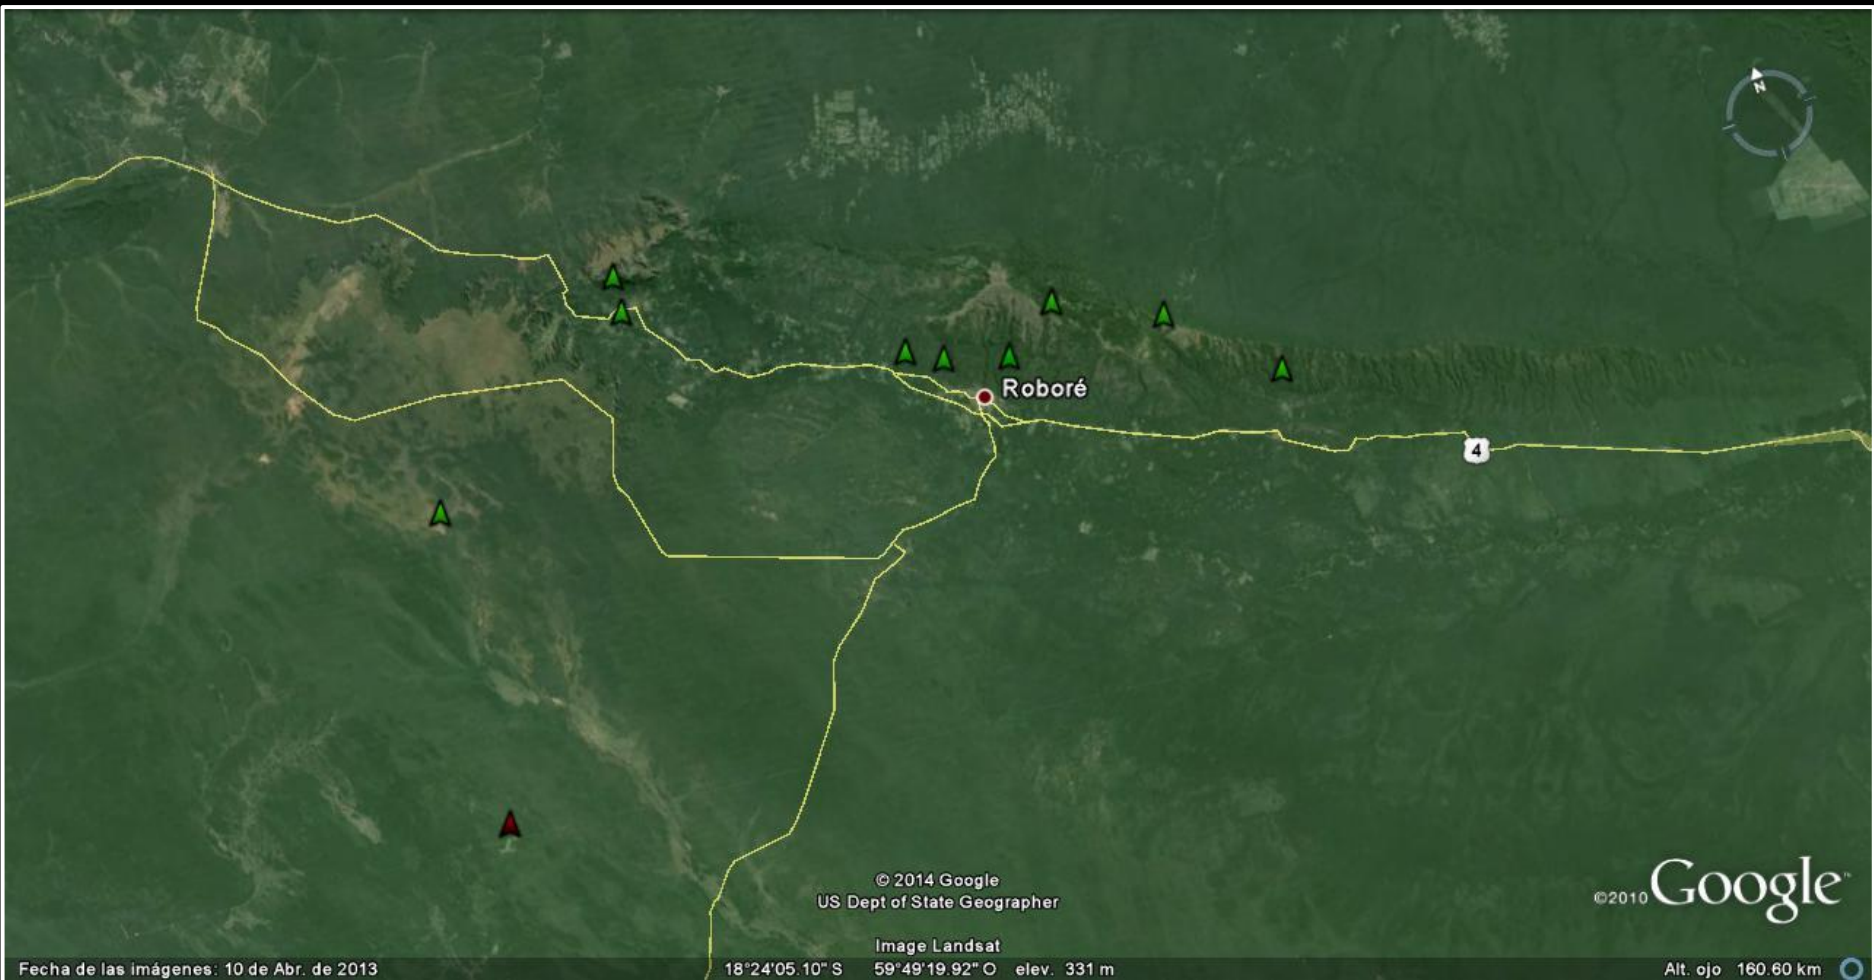 N
Roboré
4
© 2014 Google
US Dept of State Geographer
©2010 Google™
Image Landsat
Fecha de las imágenes: 10 de Abr. de 2013 18°24'05.10" S 59°49'19.92" O elev. 331 m Alt. ojo 160.60 km